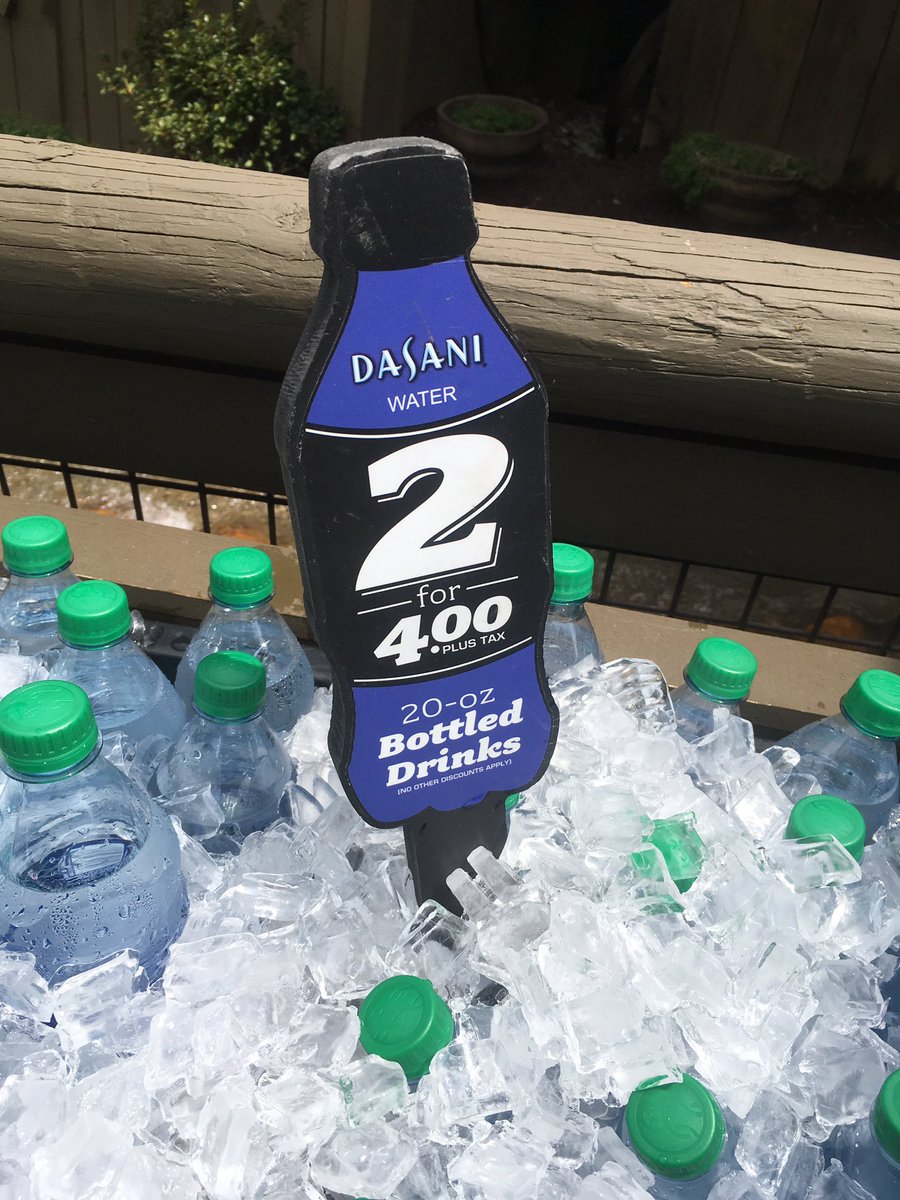 DASANI
WATER
2
for
4.00
PLUS TAX
20-oz
Bottled
Drinks
(NO OTHER DISCOUNTS APPLY)